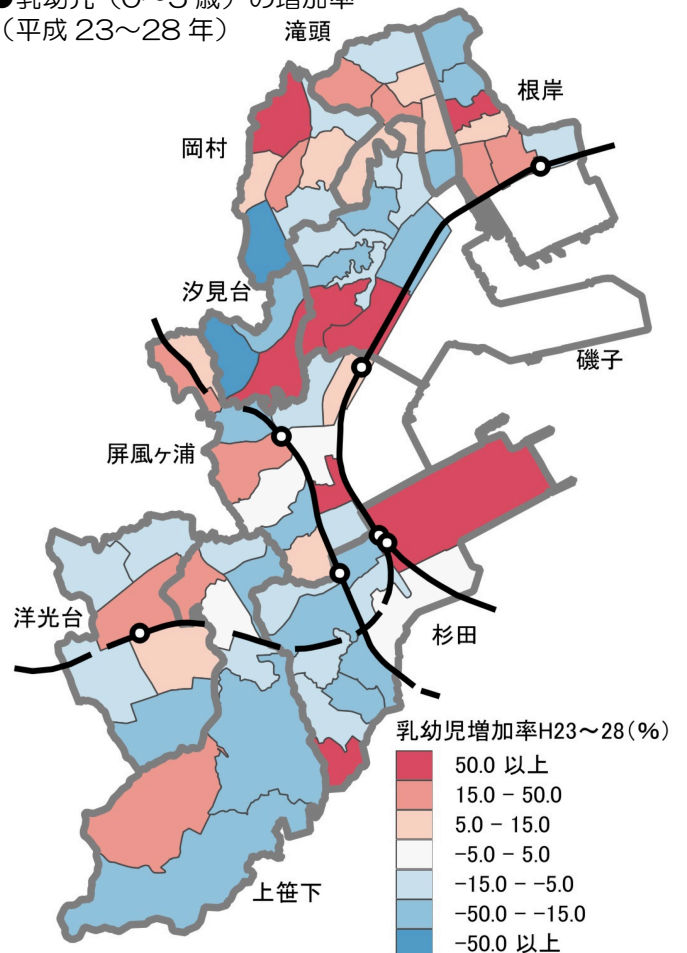 (平成 23〜28 年)
滝頭
根岸
岡村
汐見台
磯子
屏風ヶ浦
洋光台
杉田
上笹下
乳幼児増加率H23〜28(%)
50.0 以上
15.0 − 50.0
5.0 − 15.0
−5.0 − 5.0
−15.0 − −5.0
−50.0 − −15.0
−50.0 以上